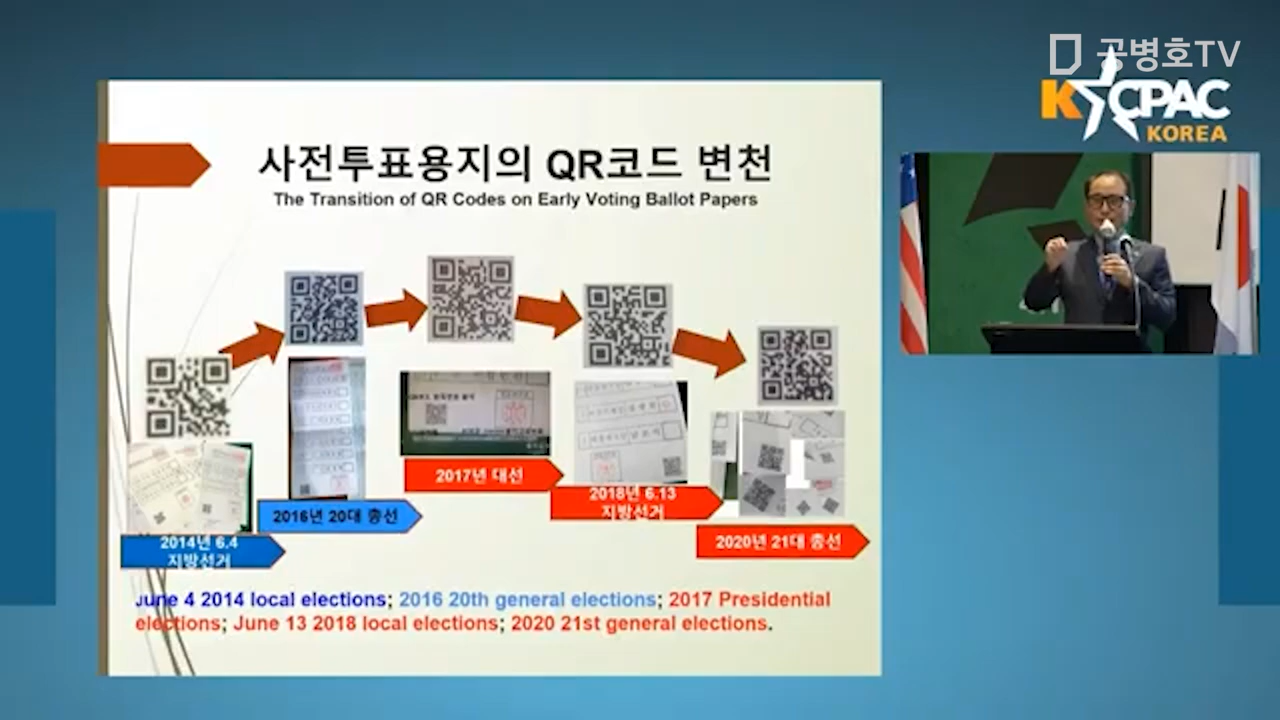 공병호TV
K CPAC
KOREA
사전투표용지의 QR코드 변천
The Transition of QR Codes on Early Voting Ballot Papers
2017년 대선
2018년 6.13
지방선거
2016년 20대 총선
2020년 21대 총선
2014년 6.4
지방선거
June 4 2014 local elections; 2016 20th general elections; 2017 Presidential
elections; June 13 2018 local elections; 2020 21st general elections.